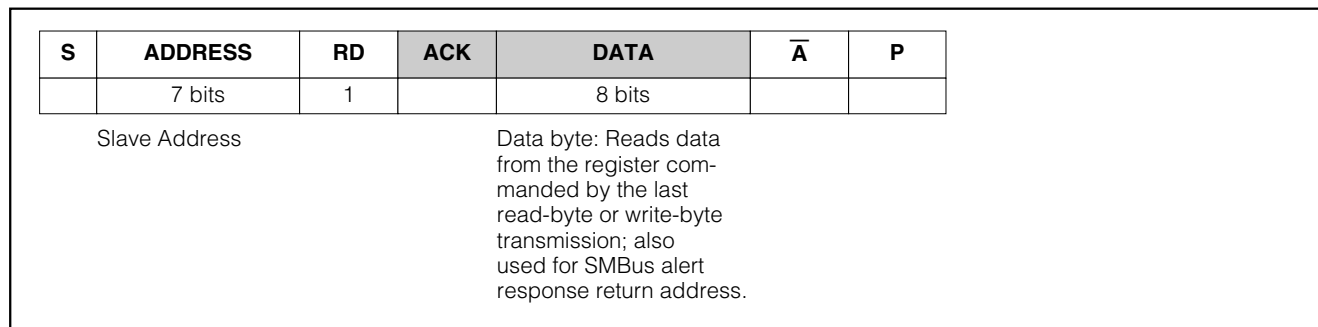 S ADDRESS RD ACK DATA A̅ P
7 bits 1 8 bits
Slave Address
Data byte: Reads data
from the register com-
manded by the last
read-byte or write-byte
transmission; also
used for SMBus alert
response return address.